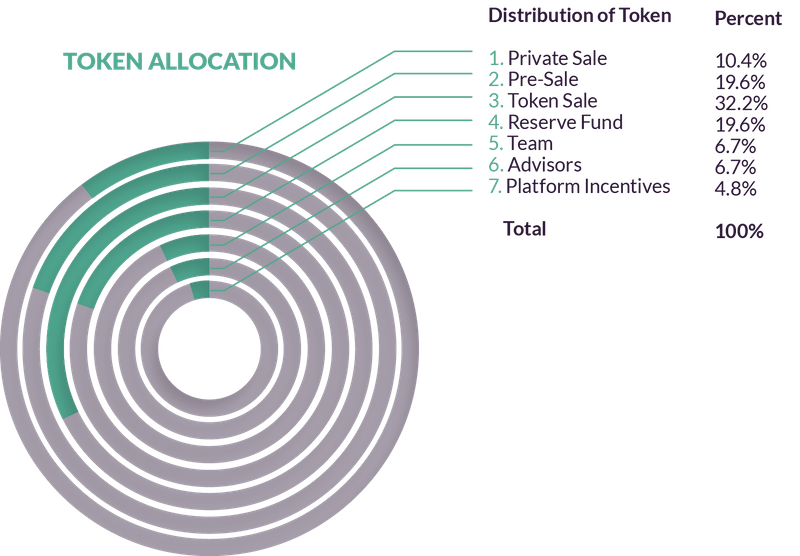 Distribution of Token Percent
TOKEN ALLOCATION
1. Private Sale 10.4%
2. Pre-Sale 19.6%
3. Token Sale 32.2%
4. Reserve Fund 19.6%
5. Team 6.7%
6. Advisors 6.7%
7. Platform Incentives 4.8%
Total 100%